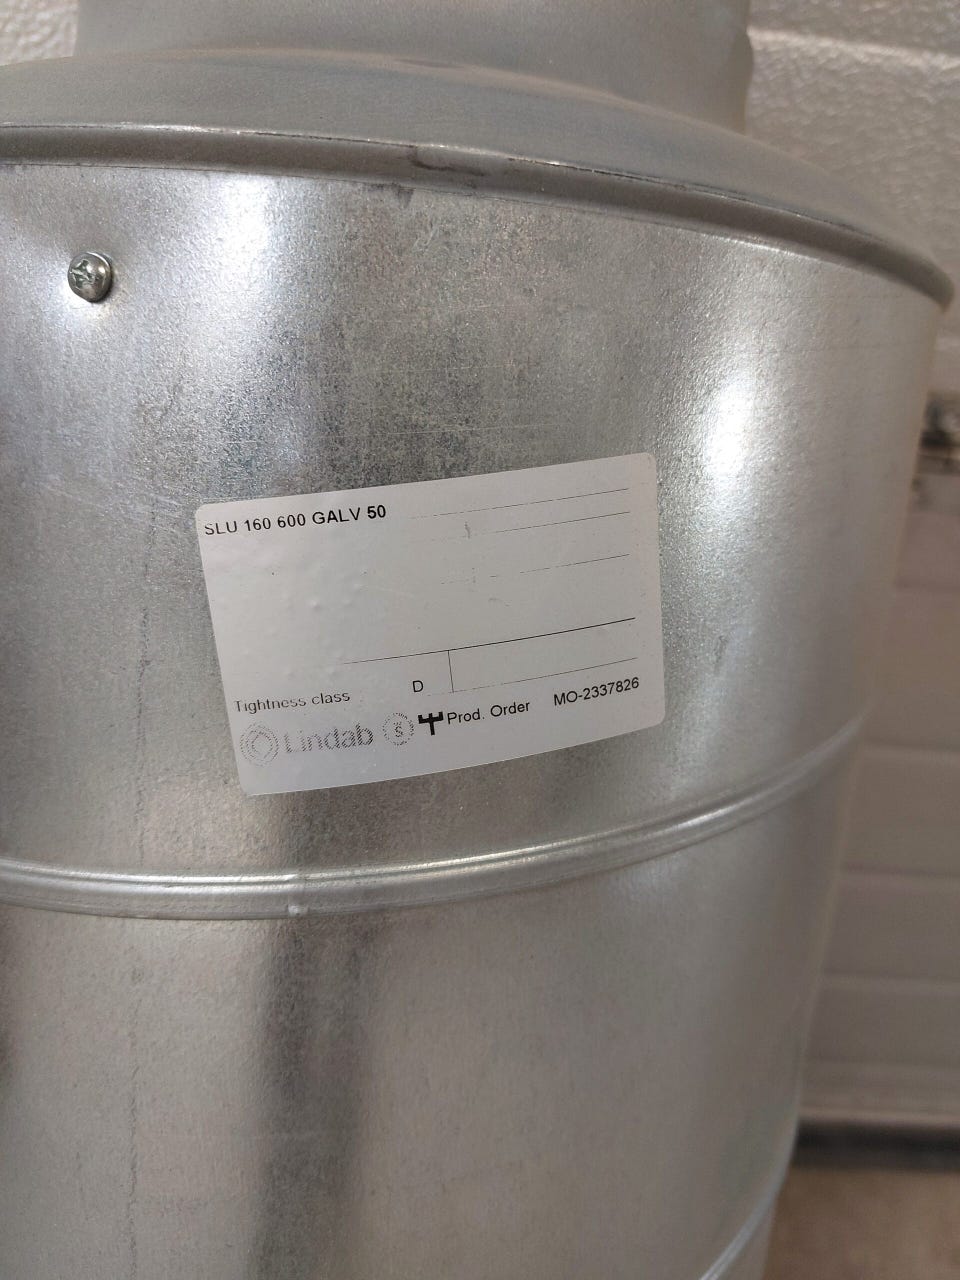 SLU 160 600 GALV 50
Tightness class D
Lindab Prod. Order MO-2337826